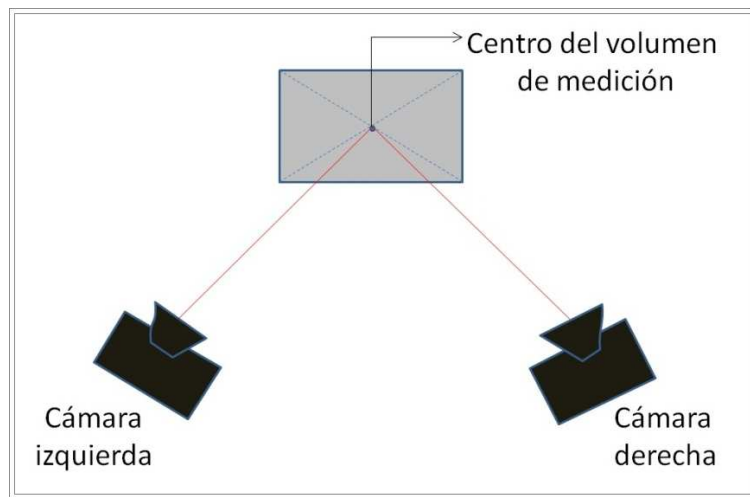 Centro del volumen
de medición
Cámara
izquierda
Cámara
derecha